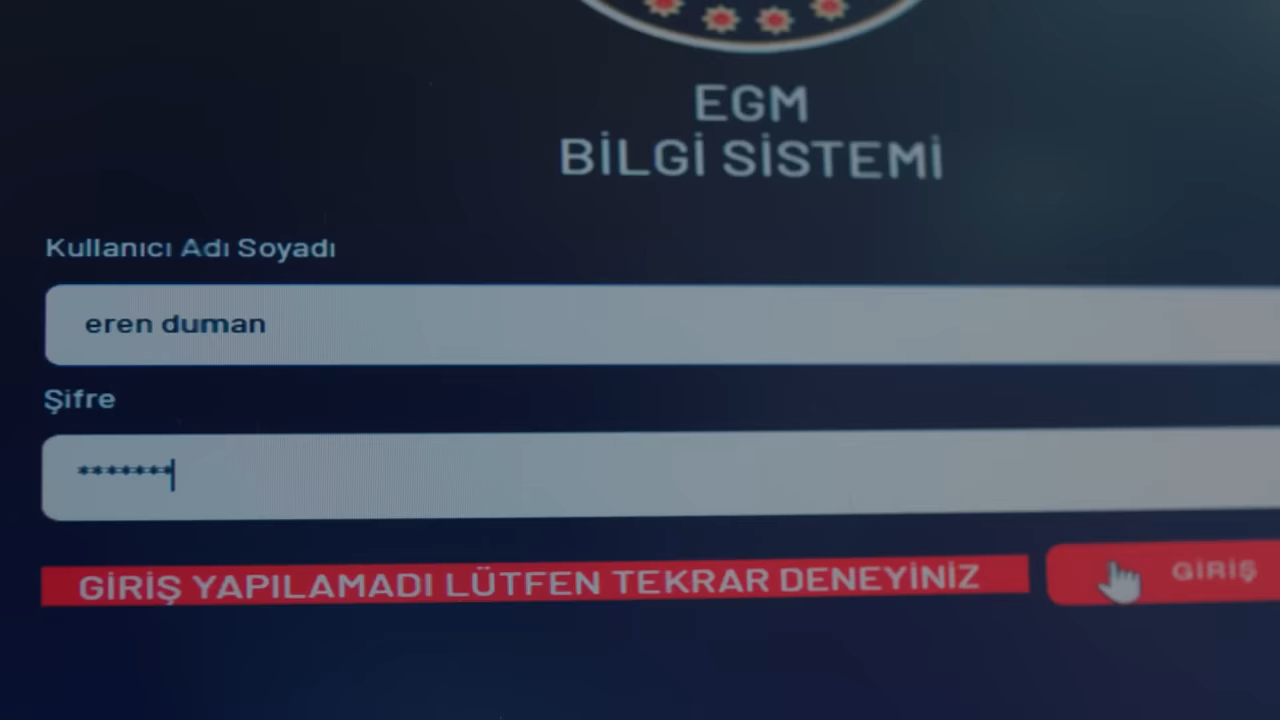 EGM
BİLGİ SİSTEMİ
Kullanıcı Adı Soyadı
eren duman
Şifre
*******
GİRİŞ YAPILAMADI LÜTFEN TEKRAR DENEYİNİZ
GİRİŞ